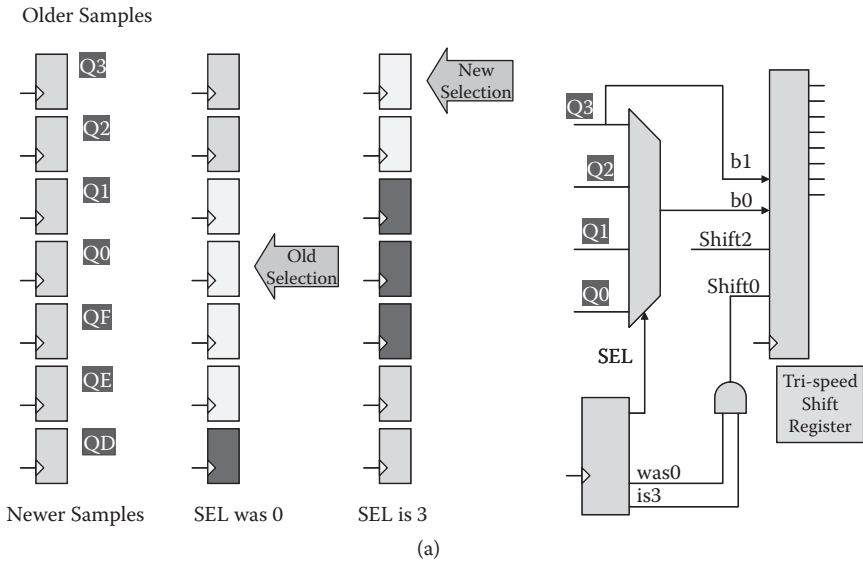 Older Samples
Q3
Q2
Q1
Q0
QF
QE
QD
Newer Samples
Old
Selection
SEL was 0
New
Selection
SEL is 3
Q3
Q2
Q1
Q0
SEL
b1
b0
Shift2
Shift0
was0
is3
Tri-speed
Shift
Register
(a)